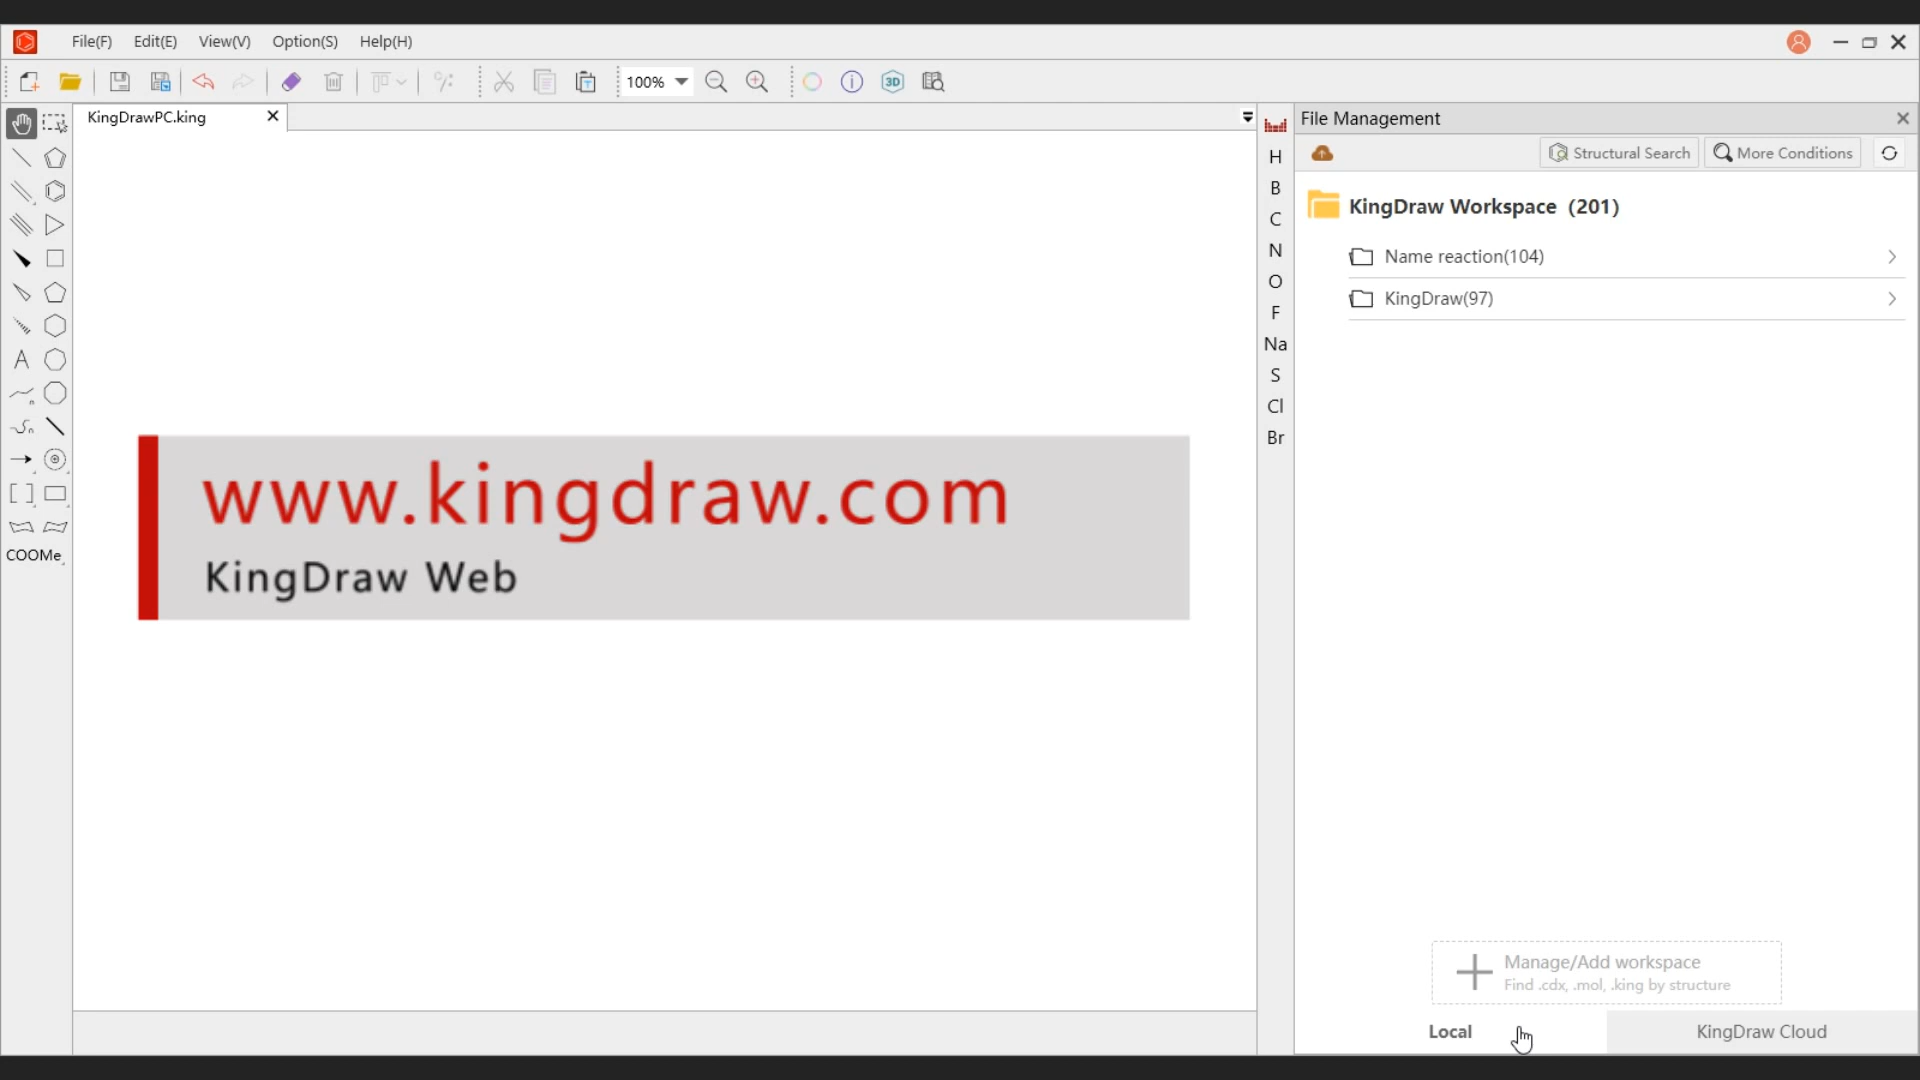 File(F) Edit(E) View(V) Option(S) Help(H)
100% 3D
KingDrawPC.king
File Management
Structural Search More Conditions
KingDraw Workspace (201)
Name reaction(104)
KingDraw(97)
H
B
C
N
O
F
Na
S
Cl
Br
A
COOMe
www.kingdraw.com
KingDraw Web
Manage/Add workspace
Find .cdx, .mol, .king by structure
Local KingDraw Cloud